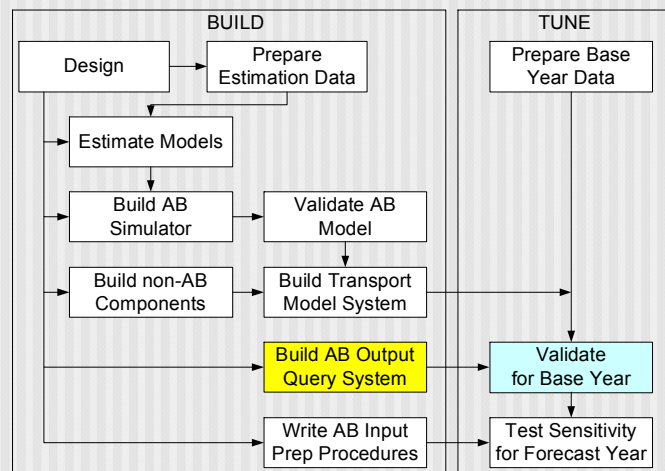 BUILD
TUNE
Design
Prepare
Estimation Data
Prepare Base
Year Data
Estimate Models
Build AB
Simulator
Validate AB
Model
Build non-AB
Components
Build Transport
Model System
Build AB Output
Query System
Validate
for Base Year
Write AB Input
Prep Procedures
Test Sensitivity
for Forecast Year